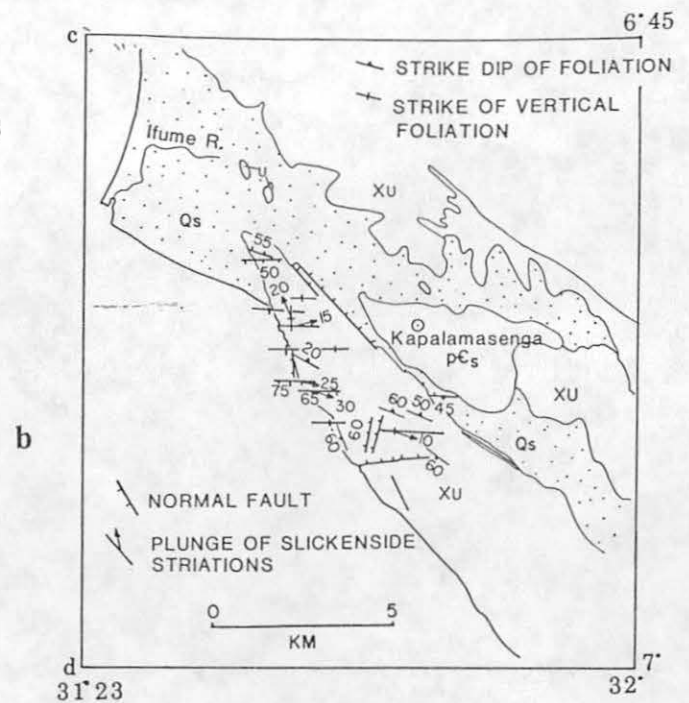 c
6°45
STRIKE DIP OF FOLIATION
STRIKE OF VERTICAL
FOLIATION
Ifume R.
XU
Qs
55
50
20
15
Kapalamasenga
p€s
20
XU
75
25
65
30
60
50
45
60
60
10
60
Qs
XU
b
NORMAL FAULT
PLUNGE OF SLICKENSIDE
STRIATIONS
0
5
KM
d
7°
31°23
32°